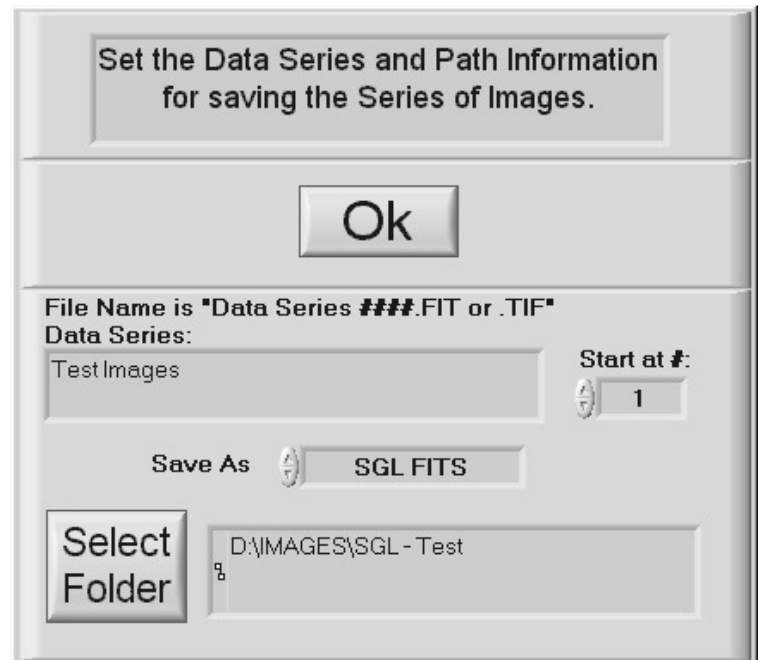 Set the Data Series and Path Information
for saving the Series of Images.
Ok
File Name is "Data Series ####.FIT or .TIF"
Data Series:
Test Images
Start at #:
1
Save As
SGL FITS
Select
Folder
D:\IMAGES\SGL - Test